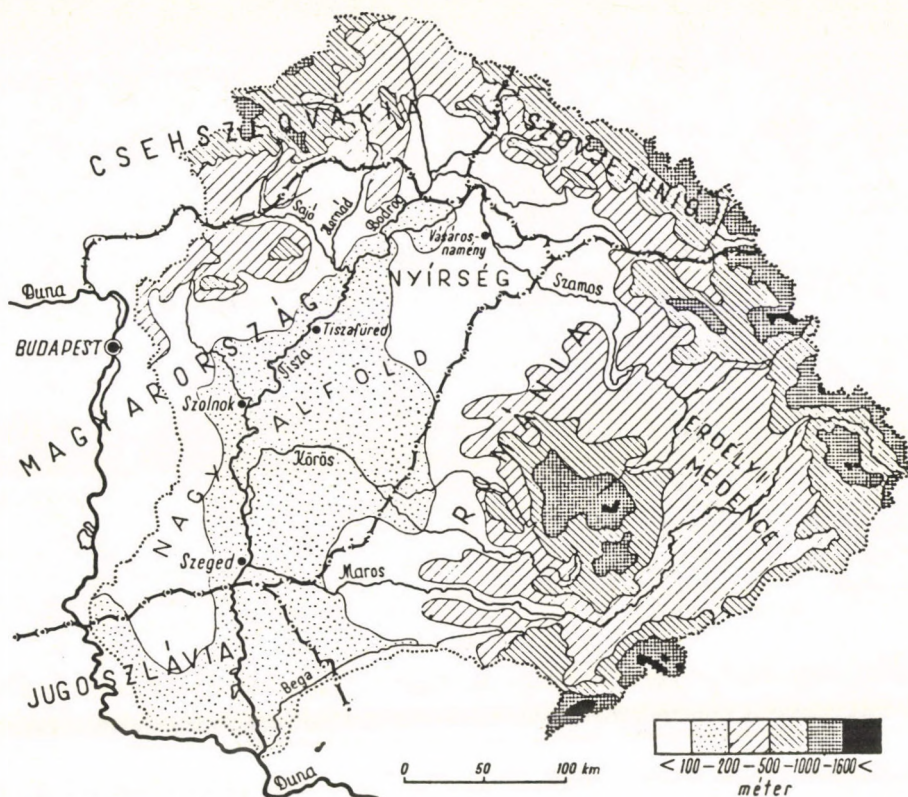 CSEHSZLOVÁKIA
SZOVJETUNIÓ
Sajó
Hernád
Bodrog
Vásáros-
namény
NYÍRSÉG
Szamos
Duna
BUDAPEST
MAGYARORSZÁG
Tiszafüred
Tisza
Szolnok
NAGY ALFÖLD
Körös
ROMÁNIA
ERDÉLYI
MEDENCE
Szeged
Maros
JUGOSZLÁVIA
Bega
Duna
0 50 100 km
< 100 – 200 – 500 – 1000 – 1600 <
méter